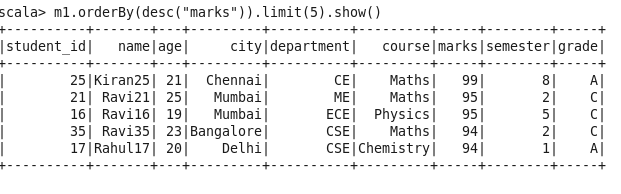 scala> m1.orderBy(desc("marks")).limit(5).show()
+----------+-------+---+---------+----------+---------+-----+--------+-----+
|student_id|   name|age|     city|department|   course|marks|semester|grade|
+----------+-------+---+---------+----------+---------+-----+--------+-----+
|        25|Kiran25| 21|  Chennai|        CE|    Maths|   99|       8|    A|
|        21| Ravi21| 25|   Mumbai|        ME|    Maths|   95|       2|    C|
|        16| Ravi16| 19|   Mumbai|       ECE|  Physics|   95|       5|    C|
|        35| Ravi35| 23|Bangalore|       CSE|    Maths|   94|       2|    C|
|        17|Rahul17| 20|    Delhi|       CSE|Chemistry|   94|       1|    A|
+----------+-------+---+---------+----------+---------+-----+--------+-----+